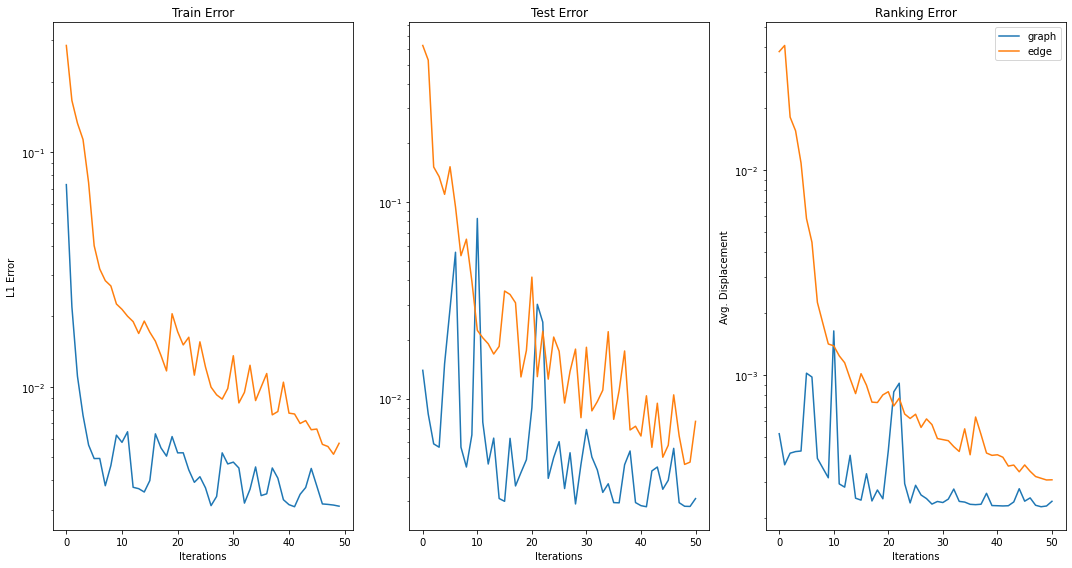 Train Error
L1 Error
10⁻¹
10⁻²
0 10 20 30 40 50
Iterations
Test Error
10⁻¹
10⁻²
0 10 20 30 40 50
Iterations
Ranking Error
graph
edge
Avg. Displacement
10⁻²
10⁻³
0 10 20 30 40 50
Iterations